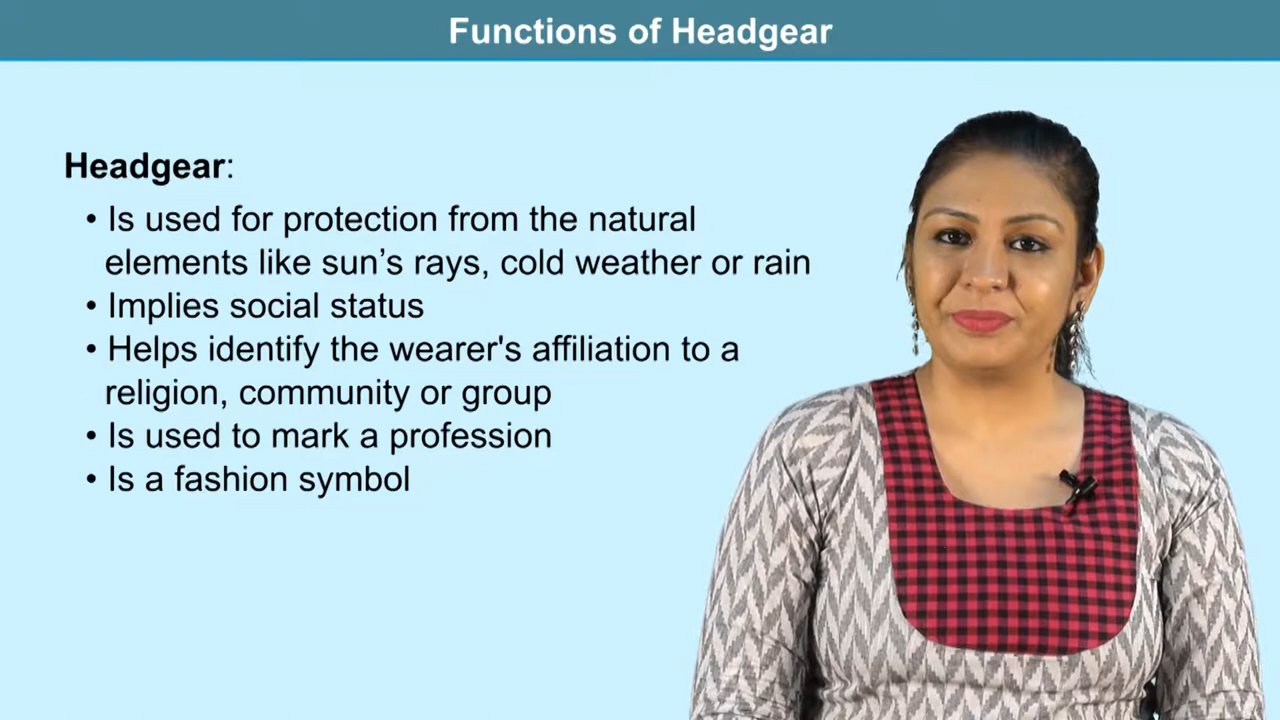 Functions of Headgear
Headgear:
• Is used for protection from the natural
elements like sun’s rays, cold weather or rain
• Implies social status
• Helps identify the wearer's affiliation to a
religion, community or group
• Is used to mark a profession
• Is a fashion symbol